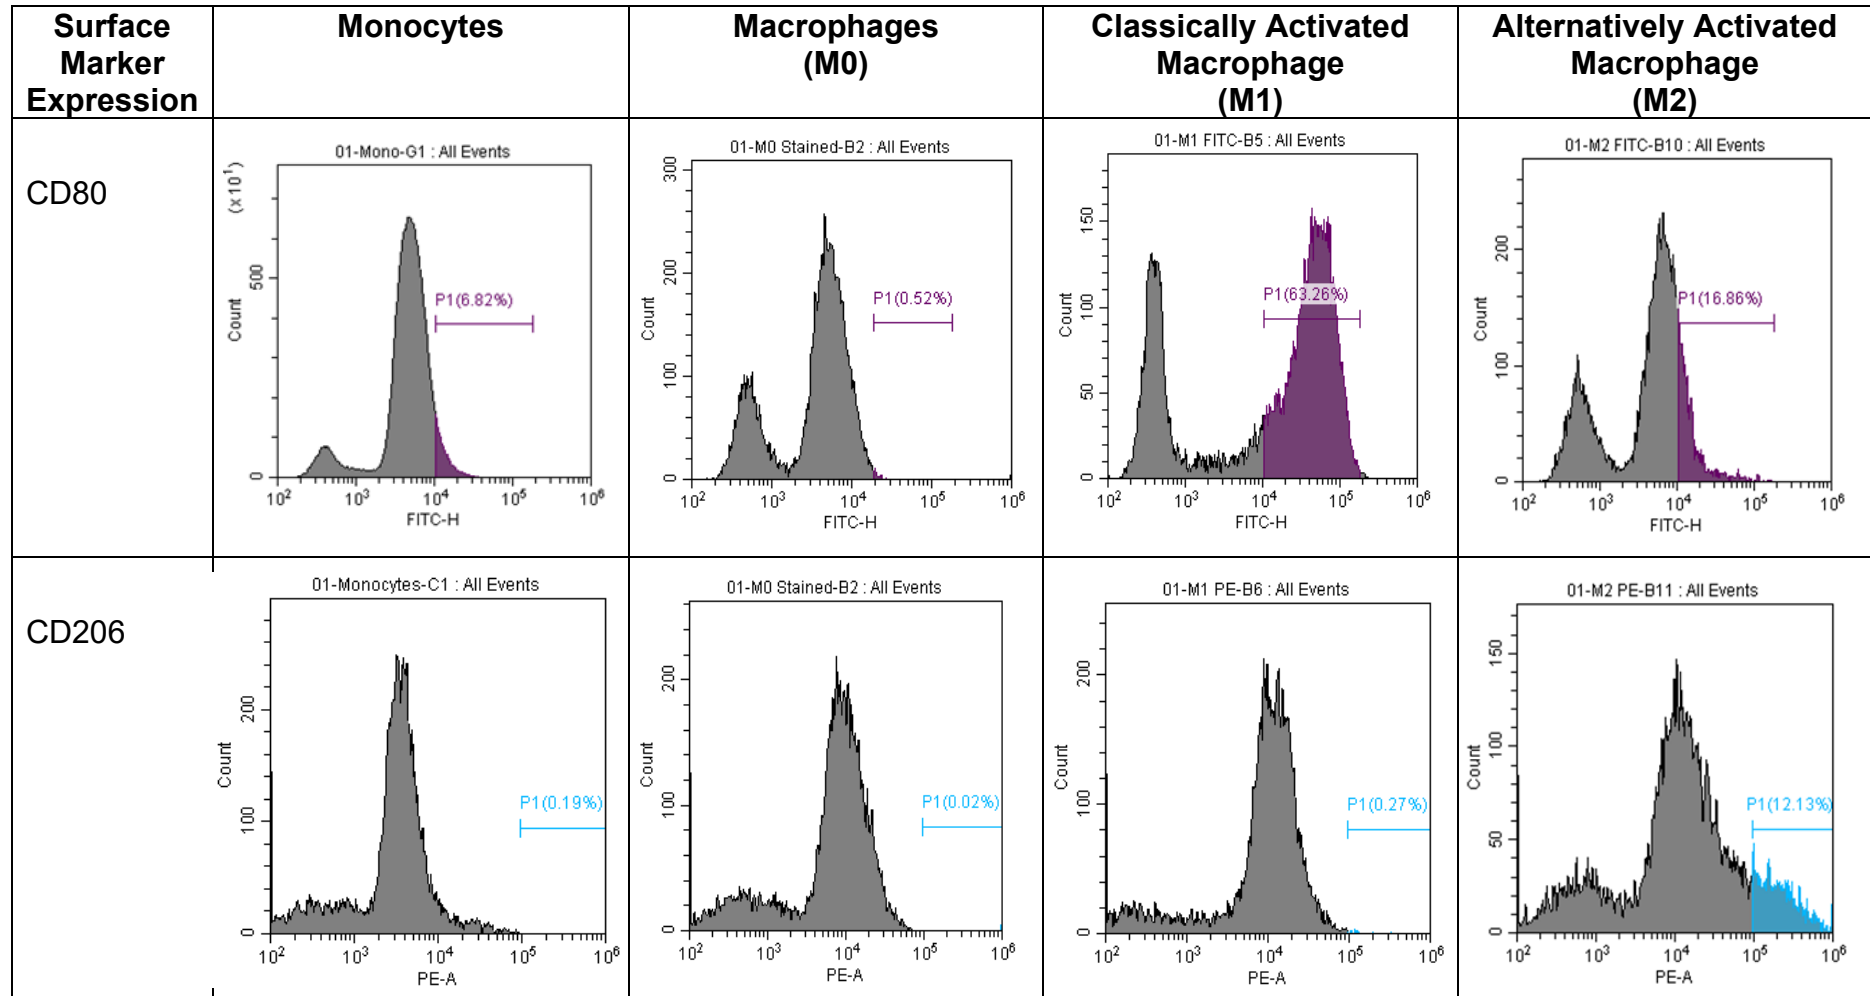 Surface
Marker
Expression
Monocytes
Macrophages
(M0)
Classically Activated
Macrophage
(M1)
Alternatively Activated
Macrophage
(M2)
CD80
01-Mono-G1 : All Events
(x 10¹)
Count
500
0
P1(6.82%)
10² 10³ 10⁴ 10⁵ 10⁶
FITC-H
01-M0 Stained-B2 : All Events
Count
300
200
100
0
P1(0.52%)
10² 10³ 10⁴ 10⁵ 10⁶
FITC-H
01-M1 FITC-B5 : All Events
Count
150
100
50
0
P1(63.26%)
10² 10³ 10⁴ 10⁵ 10⁶
FITC-H
01-M2 FITC-B10 : All Events
Count
200
100
0
P1(16.86%)
10² 10³ 10⁴ 10⁵ 10⁶
FITC-H
CD206
01-Monocytes-C1 : All Events
Count
200
100
0
P1(0.19%)
10² 10³ 10⁴ 10⁵ 10⁶
PE-A
01-M0 Stained-B2 : All Events
Count
200
100
0
P1(0.02%)
10² 10³ 10⁴ 10⁵ 10⁶
PE-A
01-M1 PE-B6 : All Events
Count
200
100
0
P1(0.27%)
10² 10³ 10⁴ 10⁵ 10⁶
PE-A
01-M2 PE-B11 : All Events
Count
150
100
50
0
P1(12.13%)
10² 10³ 10⁴ 10⁵ 10⁶
PE-A